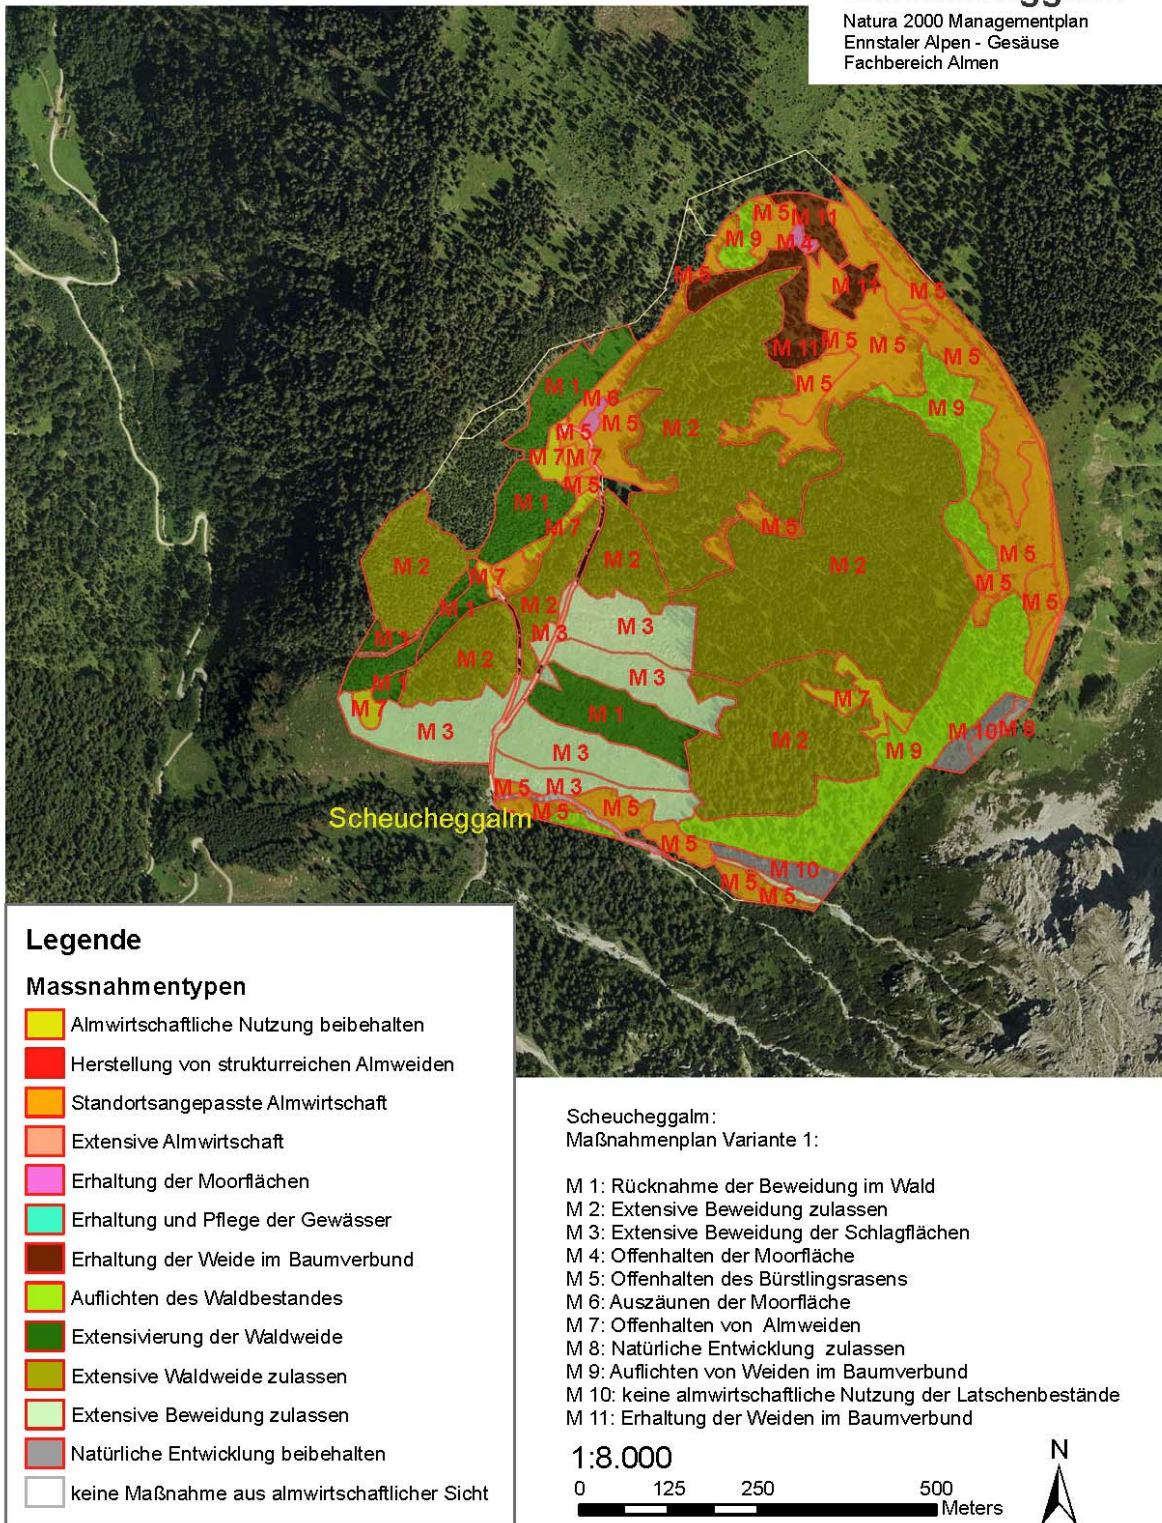 Natura 2000 Managementplan
Ennstaler Alpen - Gesäuse
Fachbereich Almen
M 5
M 11
M 9
M 4
M 5
M 11
M 5
M 5
M 5
M 11
M 5
M 5
M 1
M 6
M 9
M 5
M 5
M 2
M 7
M 7
M 5
M 1
M 7
M 5
M 5
M 2
M 7
M 2
M 2
M 5
M 5
M 1
M 2
M 3
M 3
M 1
M 2
M 3
M 1
M 7
M 7
M 1
M 3
M 2
M 9
M 10
M 8
M 3
M 5
M 3
M 5
M 5
Scheucheggalm
M 5
M 10
M 5
M 5
Legende
Massnahmentypen
Almwirtschaftliche Nutzung beibehalten
Herstellung von strukturreichen Almweiden
Standortsangepasste Almwirtschaft
Extensive Almwirtschaft
Erhaltung der Moorflächen
Erhaltung und Pflege der Gewässer
Erhaltung der Weide im Baumverbund
Auflichten des Waldbestandes
Extensivierung der Waldweide
Extensive Waldweide zulassen
Extensive Beweidung zulassen
Natürliche Entwicklung beibehalten
keine Maßnahme aus almwirtschaftlicher Sicht
Scheucheggalm:
Maßnahmenplan Variante 1:
M 1: Rücknahme der Beweidung im Wald
M 2: Extensive Beweidung zulassen
M 3: Extensive Beweidung der Schlagflächen
M 4: Offenhalten der Moorfläche
M 5: Offenhalten des Bürstlingsrasens
M 6: Auszäunen der Moorfläche
M 7: Offenhalten von Almweiden
M 8: Natürliche Entwicklung zulassen
M 9: Auflichten von Weiden im Baumverbund
M 10: keine almwirtschaftliche Nutzung der Latschenbestände
M 11: Erhaltung der Weiden im Baumverbund
1:8.000
N
0 125 250 500
Meters